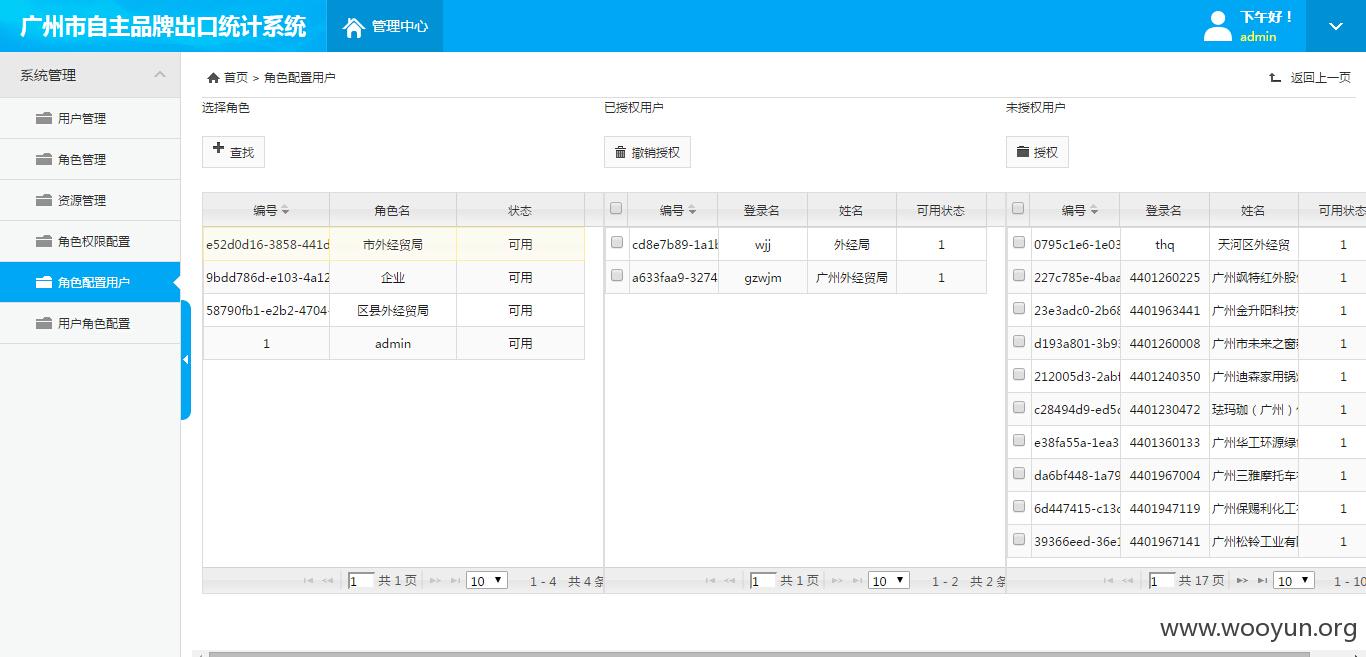 广州市自主品牌出口统计系统
管理中心
下午好！
admin
系统管理
用户管理
角色管理
资源管理
角色权限配置
角色配置用户
用户角色配置
首页 > 角色配置用户
返回上一页
选择角色
查找
编号 角色名 状态
e52d0d16-3858-441d 市外经贸局 可用
9bdd786d-e103-4a12 企业 可用
58790fb1-e2b2-4704- 区县外经贸局 可用
1 admin 可用
1 共 1 页 10 1 - 4 共 4 条
已授权用户
撤销授权
编号 登录名 姓名 可用状态
cd8e7b89-1a1b wjj 外经局 1
a633faa9-3274 gzwjm 广州外经贸局 1
1 共 1 页 10 1 - 2 共 2 条
未授权用户
授权
编号 登录名 姓名 可用状态
0795c1e6-1e03 thq 天河区外经贸 1
227c785e-4baa 4401260225 广州飒特红外股 1
23e3adc0-2b68 4401963441 广州金升阳科技 1
d193a801-3b93 4401260008 广州市未来之窗 1
212005d3-2abf 4401240350 广州迪森家用锅 1
c28494d9-ed5c 4401230472 珐玛珈（广州） 1
e38fa55a-1ea3 4401360133 广州华工环源绿 1
da6bf448-1a79 4401967004 广州三雅摩托车 1
6d447415-c13c 4401947119 广州保赐利化工 1
39366eed-36e1 4401967141 广州松铃工业有 1
1 共 17 页 10 1 - 10
www.wooyun.org